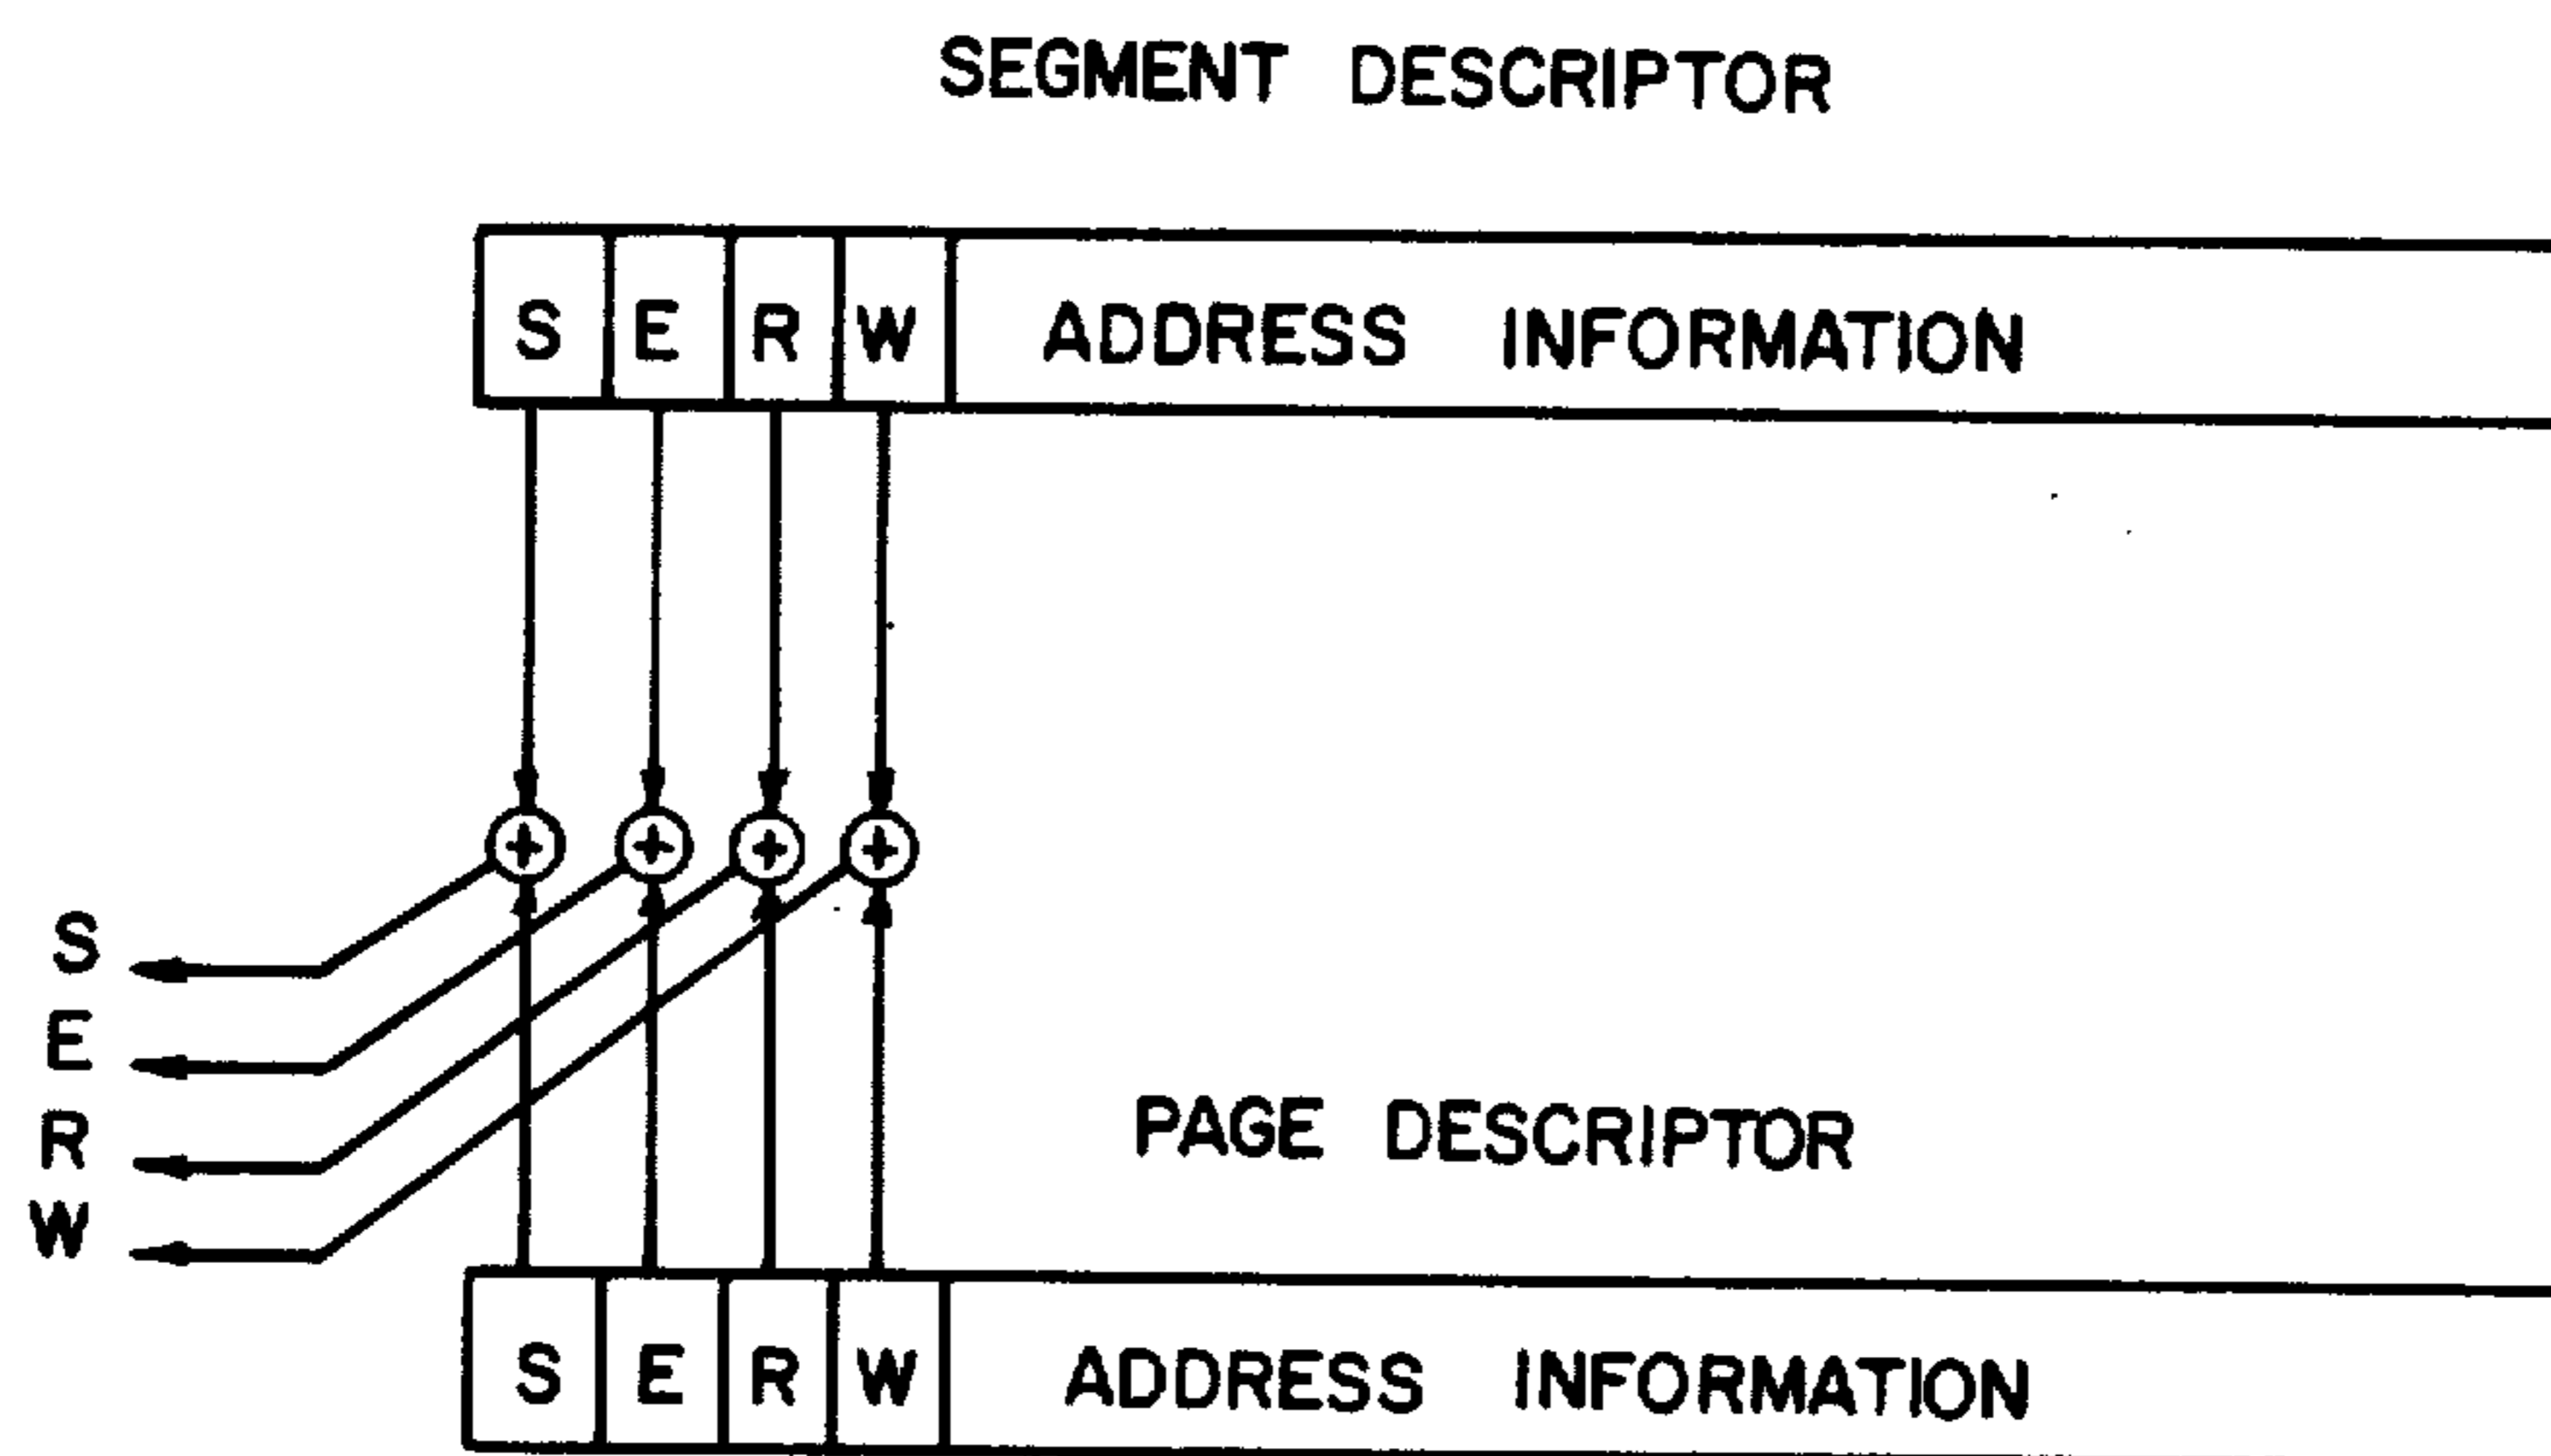 SEGMENT DESCRIPTOR
S E R W ADDRESS INFORMATION
+ + + +
S
E
R
W
PAGE DESCRIPTOR
S E R W ADDRESS INFORMATION